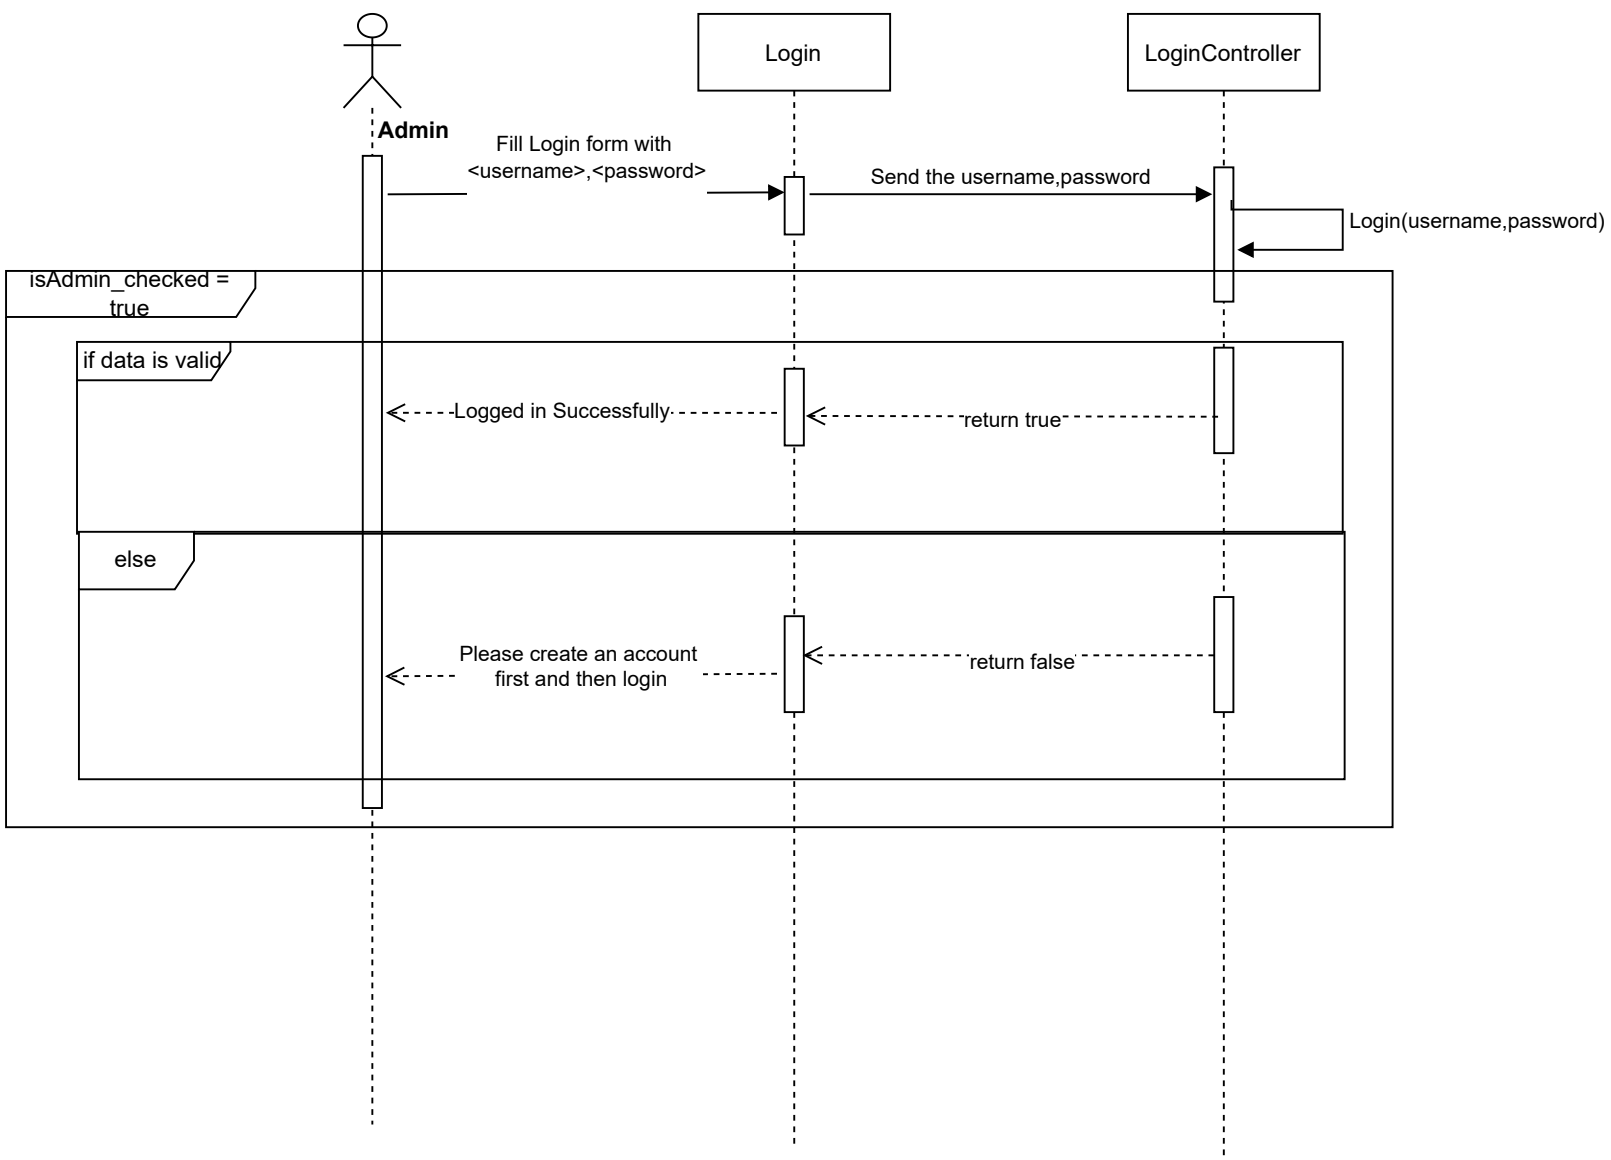 Login
LoginController
Admin
Fill Login form with
<username>,<password>
Send the username,password
Login(username,password)
isAdmin_checked =
true
if data is valid
Logged in Successfully
return true
else
Please create an account
first and then login
return false